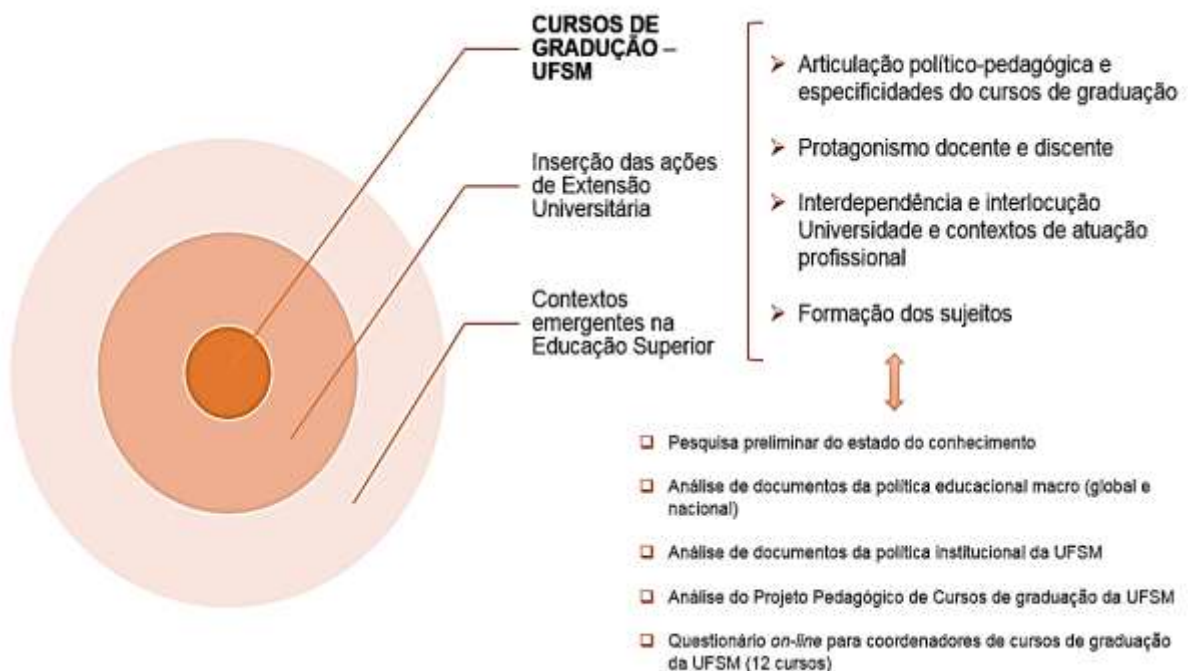 CURSOS DE
GRADUÇÃO –
UFSM
Inserção das ações
de Extensão
Universitária
Contextos
emergentes na
Educação Superior
➤ Articulação político-pedagógica e
especificidades do cursos de graduação
➤ Protagonismo docente e discente
➤ Interdependência e interlocução
Universidade e contextos de atuação
profissional
➤ Formação dos sujeitos
❑ Pesquisa preliminar do estado do conhecimento
❑ Análise de documentos da política educacional macro (global e
nacional)
❑ Análise de documentos da política institucional da UFSM
❑ Análise do Projeto Pedagógico de Cursos de graduação da UFSM
❑ Questionário on-line para coordenadores de cursos de graduação
da UFSM (12 cursos)